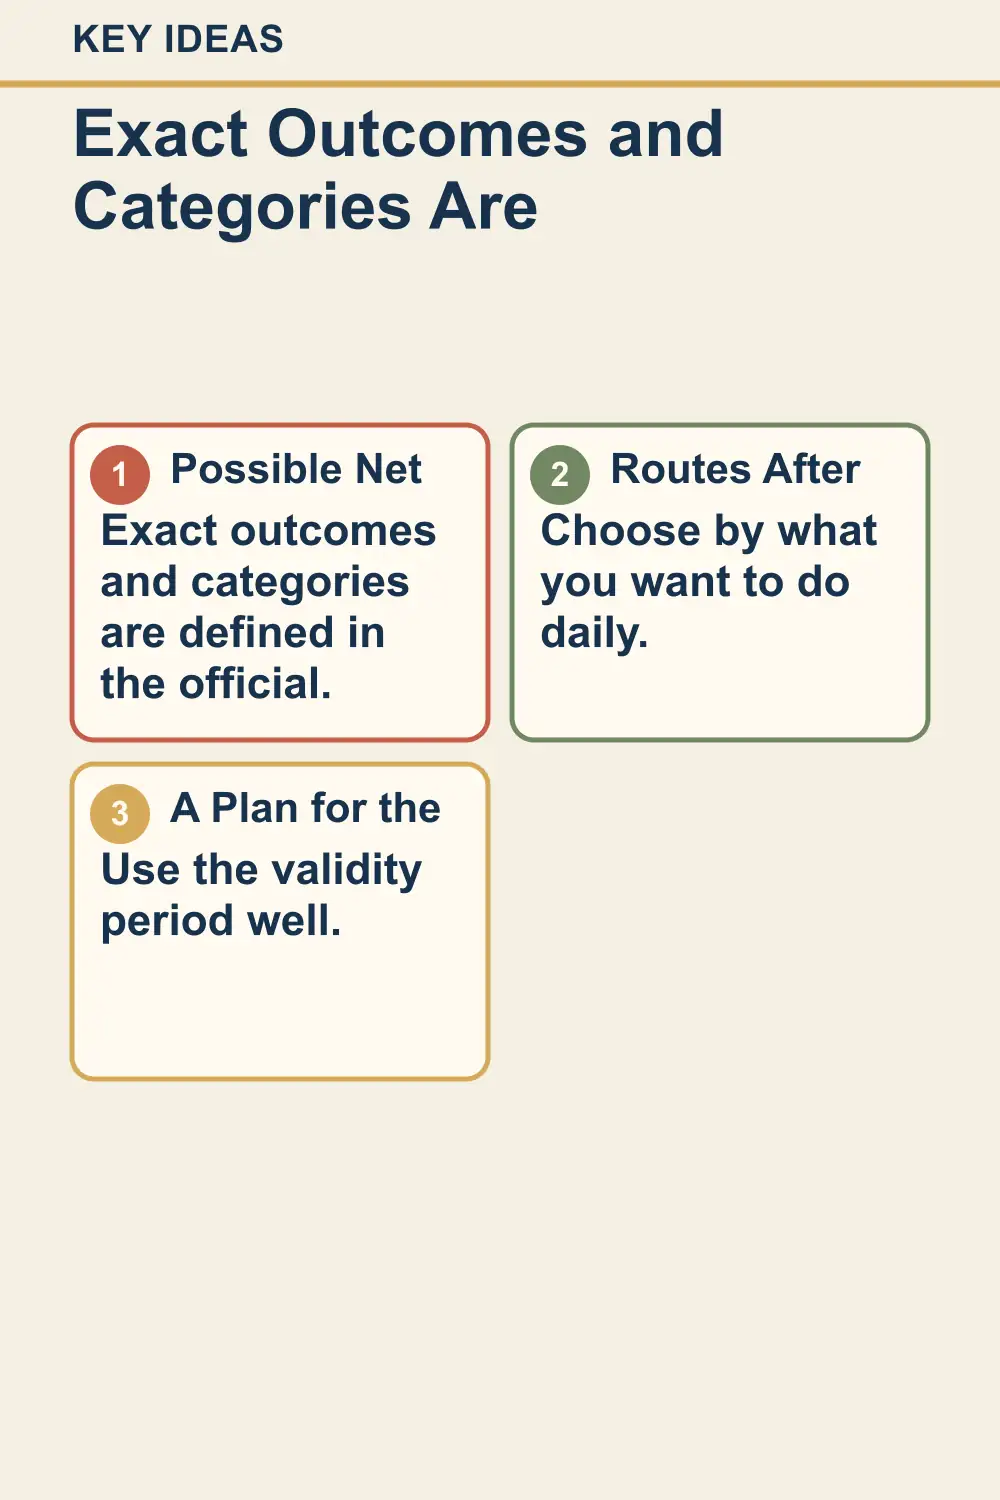 KEY IDEAS
Exact Outcomes and
Categories Are
1 Possible Net
Exact outcomes
and categories
are defined in
the official.
2 Routes After
Choose by what
you want to do
daily.
3 A Plan for the
Use the validity
period well.